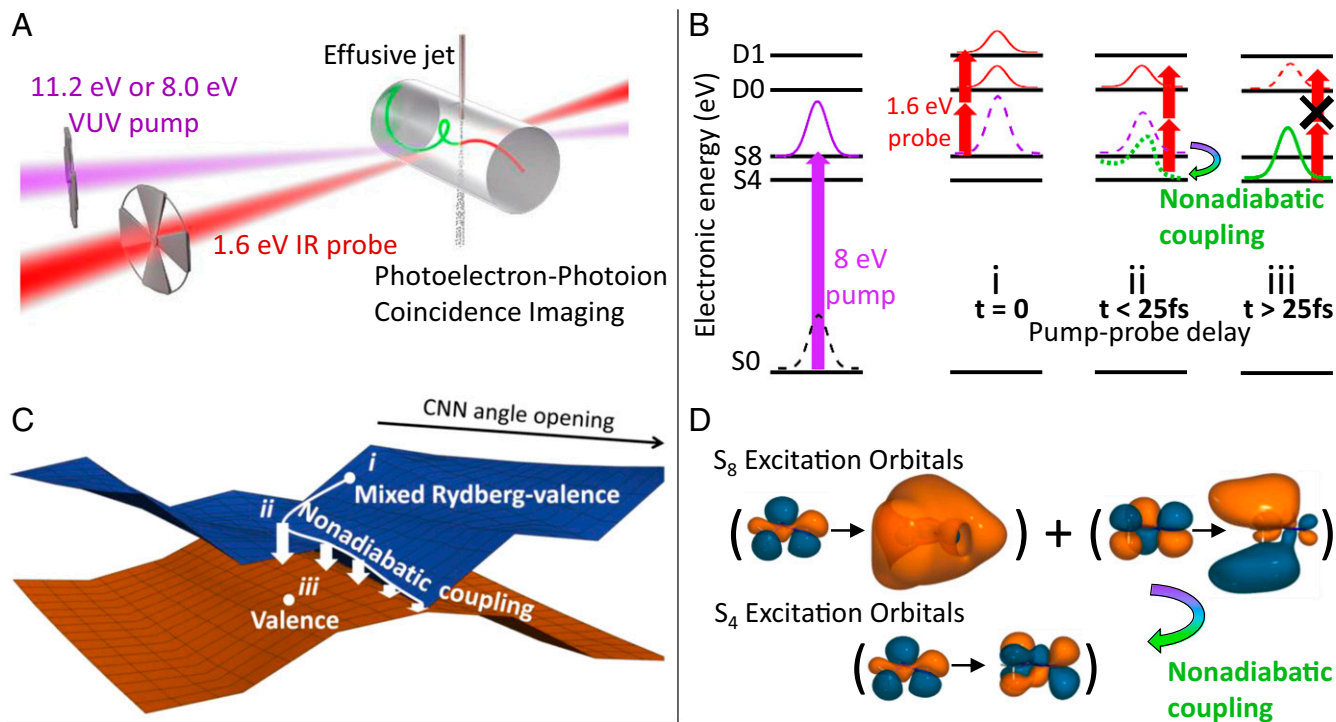 A
Effusive jet
11.2 eV or 8.0 eV
VUV pump
1.6 eV IR probe
Photoelectron-Photoion
Coincidence Imaging
B
Electronic energy (eV)
D1
D0
S8
S4
S0
8 eV
pump
1.6 eV
probe
Nonadiabatic
coupling
i
t = 0
ii
t < 25fs
iii
t > 25fs
Pump-probe delay
C
CNN angle opening
i
Mixed Rydberg-valence
ii
Nonadiabatic coupling
iii
Valence
D
S₈ Excitation Orbitals
( ) + ( )
S₄ Excitation Orbitals
( )
Nonadiabatic
coupling